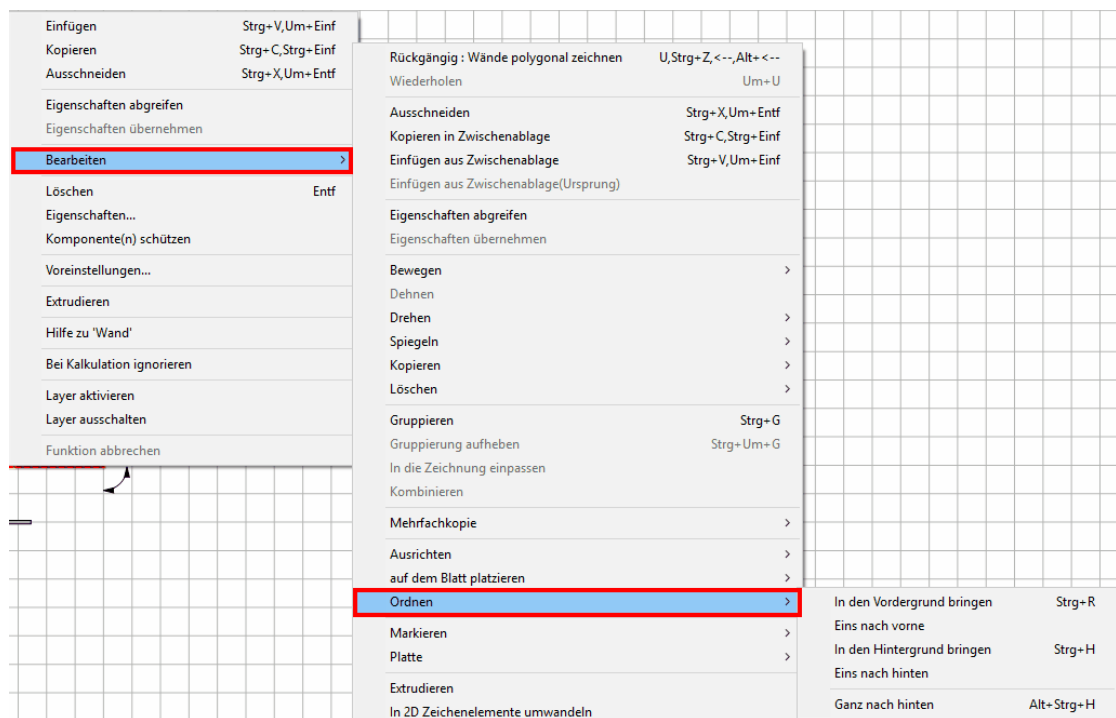 Einfügen Strg+V,Um+Einf
Kopieren Strg+C,Strg+Einf
Ausschneiden Strg+X,Um+Entf
Eigenschaften abgreifen
Eigenschaften übernehmen
Bearbeiten >
Löschen Entf
Eigenschaften...
Komponente(n) schützen
Voreinstellungen...
Extrudieren
Hilfe zu 'Wand'
Bei Kalkulation ignorieren
Layer aktivieren
Layer ausschalten
Funktion abbrechen
Rückgängig : Wände polygonal zeichnen U,Strg+Z,<--,Alt+<--
Wiederholen Um+U
Ausschneiden Strg+X,Um+Entf
Kopieren in Zwischenablage Strg+C,Strg+Einf
Einfügen aus Zwischenablage Strg+V,Um+Einf
Einfügen aus Zwischenablage(Ursprung)
Eigenschaften abgreifen
Eigenschaften übernehmen
Bewegen >
Dehnen
Drehen >
Spiegeln >
Kopieren >
Löschen >
Gruppieren Strg+G
Gruppierung aufheben Strg+Um+G
In die Zeichnung einpassen
Kombinieren
Mehrfachkopie >
Ausrichten >
auf dem Blatt platzieren >
Ordnen >
Markieren >
Platte >
Extrudieren
In 2D Zeichenelemente umwandeln
In den Vordergrund bringen Strg+R
Eins nach vorne
In den Hintergrund bringen Strg+H
Eins nach hinten
Ganz nach hinten Alt+Strg+H